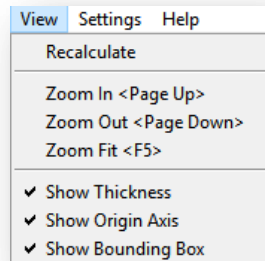 View Settings Help
Recalculate
Zoom In <Page Up>
Zoom Out <Page Down>
Zoom Fit <F5>
Show Thickness
Show Origin Axis
Show Bounding Box